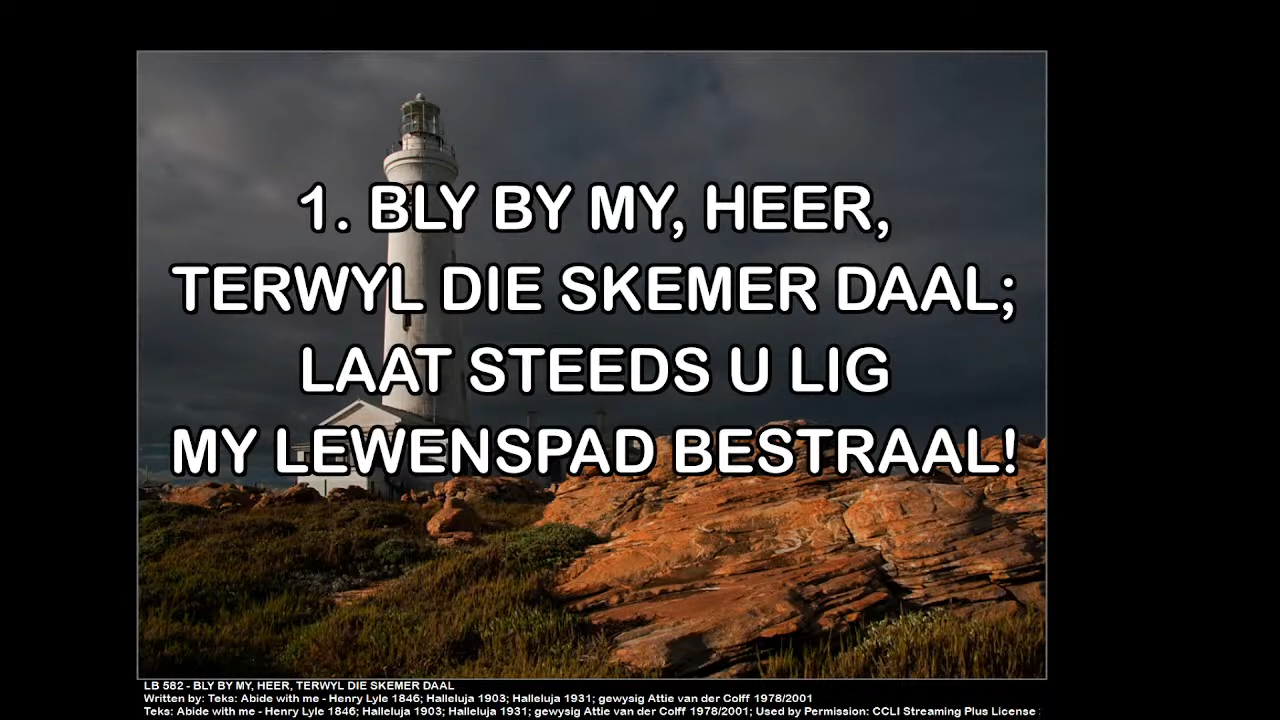 1. BLY BY MY, HEER,
TERWYL DIE SKEMER DAAL;
LAAT STEEDS U LIG
MY LEWENSPAD BESTRAAL!
LB 582 - BLY BY MY, HEER, TERWYL DIE SKEMER DAAL
Written by: Teks: Abide with me - Henry Lyle 1846; Halleluja 1903; Halleluja 1931; gewysig Attie van der Colff 1978/2001
Teks: Abide with me - Henry Lyle 1846; Halleluja 1903; Halleluja 1931; gewysig Attie van der Colff 1978/2001; Used by Permission: CCLI Streaming Plus License